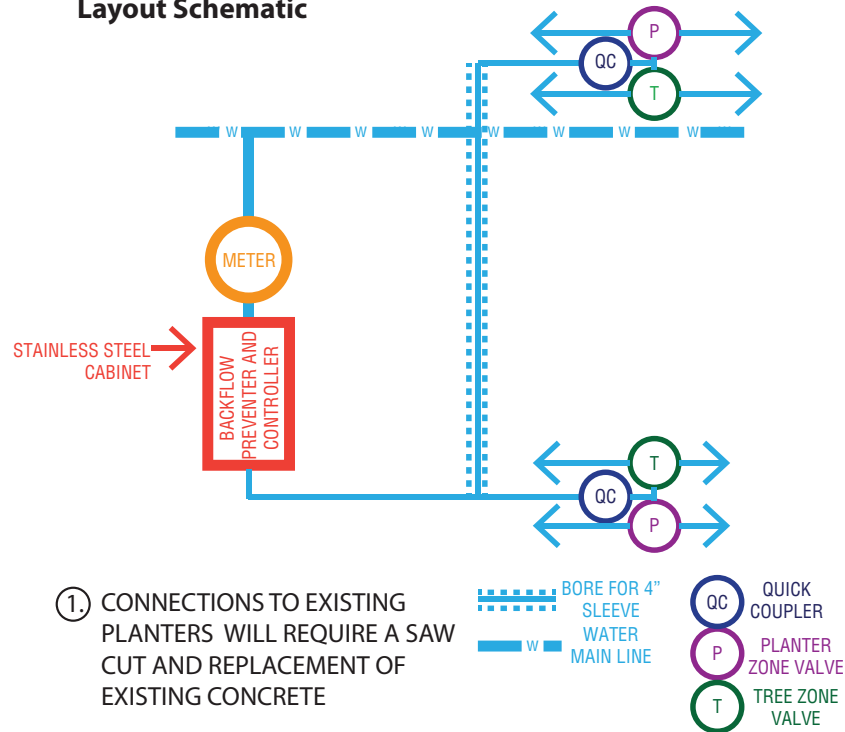 Layout Schematic
P
QC
T
W W W W W W W W W
METER
STAINLESS STEEL
CABINET
BACKFLOW
PREVENTER AND
CONTROLLER
T
QC
P
1. CONNECTIONS TO EXISTING
PLANTERS WILL REQUIRE A SAW
CUT AND REPLACEMENT OF
EXISTING CONCRETE
BORE FOR 4”
SLEEVE
W
WATER
MAIN LINE
QC
QUICK
COUPLER
P
PLANTER
ZONE VALVE
T
TREE ZONE
VALVE